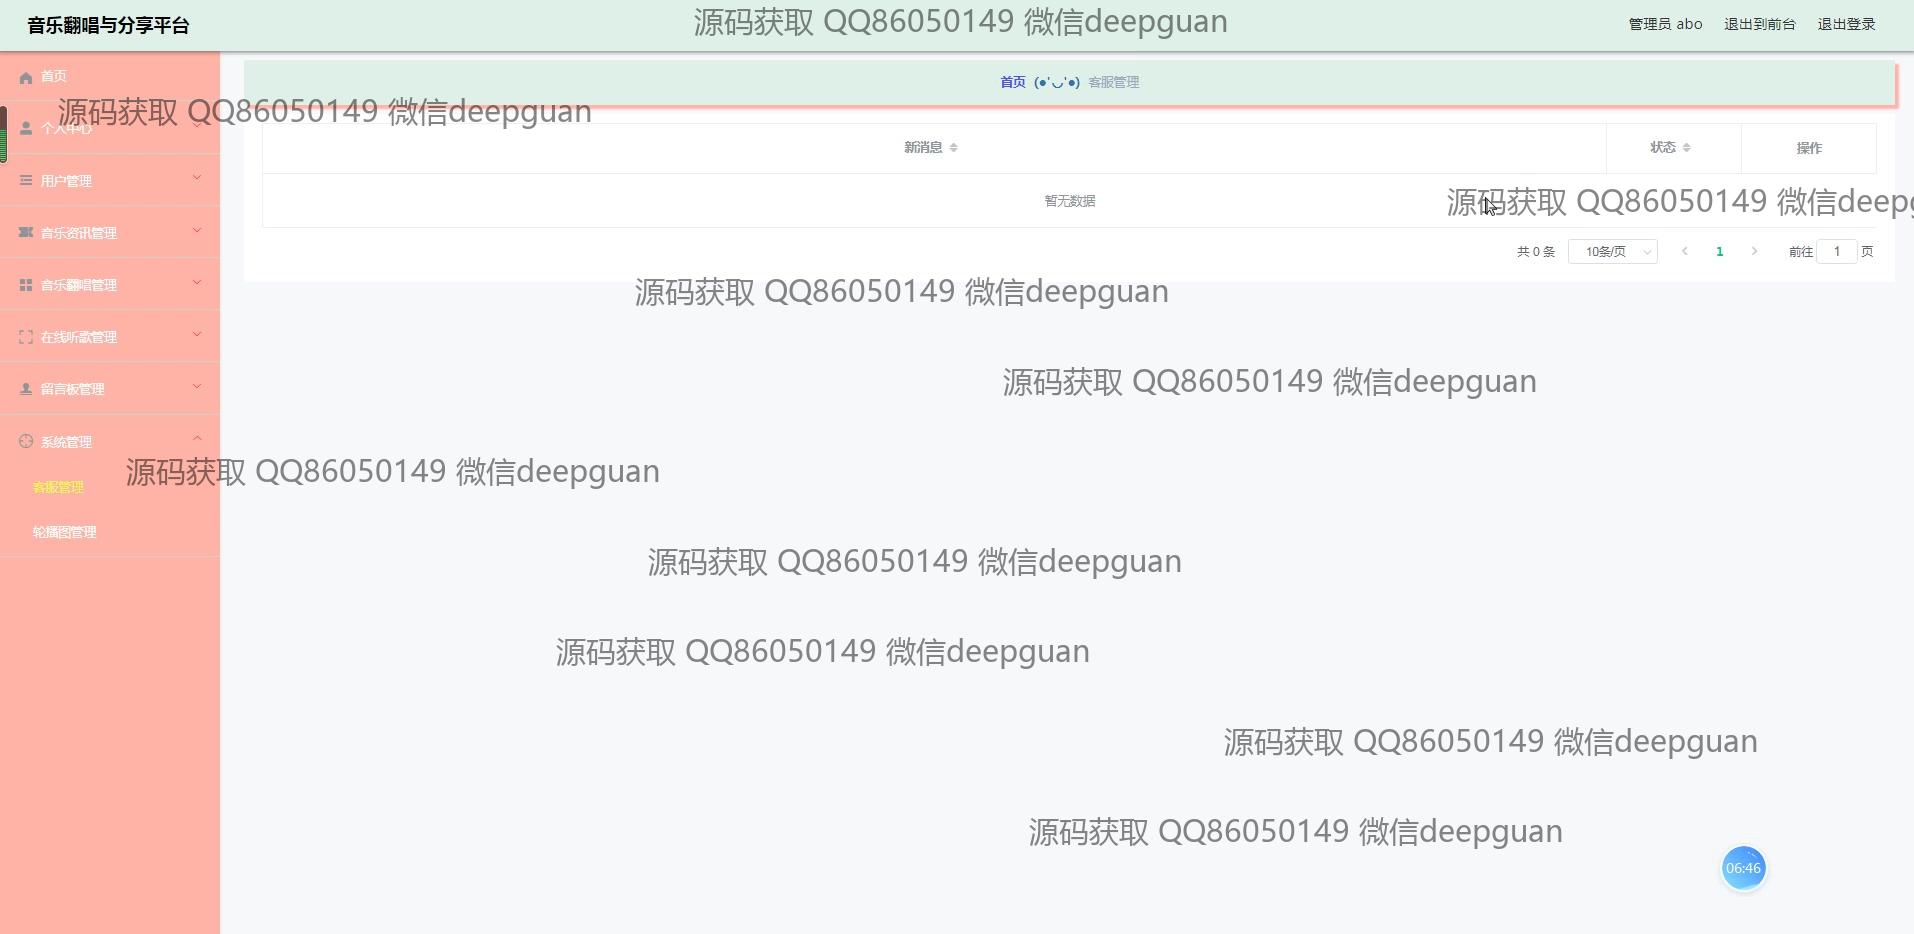 音乐翻唱与分享平台
源码获取 QQ86050149 微信deepguan
管理员 abo 退出到前台 退出登录
首页
首页 (●'◡'●) 客服管理
源码获取 QQ86050149 微信deepguan
个人中心
新消息 状态 操作
用户管理
暂无数据
源码获取 QQ86050149 微信deepg
音乐资讯管理
共 0 条 10条/页 1 前往 1 页
音乐翻唱管理
源码获取 QQ86050149 微信deepguan
在线听歌管理
留言板管理
源码获取 QQ86050149 微信deepguan
系统管理
源码获取 QQ86050149 微信deepguan
客服管理
轮播图管理
源码获取 QQ86050149 微信deepguan
源码获取 QQ86050149 微信deepguan
源码获取 QQ86050149 微信deepguan
源码获取 QQ86050149 微信deepguan
06:46